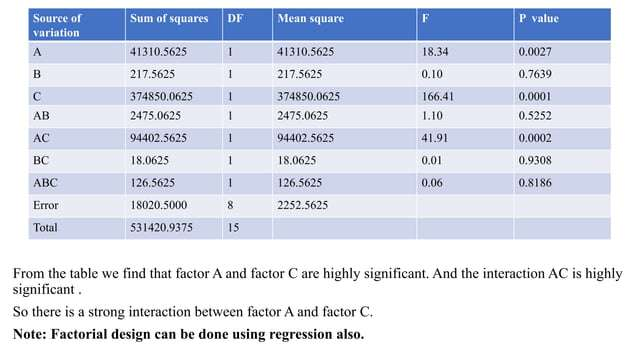 Source of variation Sum of squares DF Mean square F P value
A 41310.5625 1 41310.5625 18.34 0.0027
B 217.5625 1 217.5625 0.10 0.7639
C 374850.0625 1 374850.0625 166.41 0.0001
AB 2475.0625 1 2475.0625 1.10 0.5252
AC 94402.5625 1 94402.5625 41.91 0.0002
BC 18.0625 1 18.0625 0.01 0.9308
ABC 126.5625 1 126.5625 0.06 0.8186
Error 18020.5000 8 2252.5625
Total 531420.9375 15
From the table we find that factor A and factor C are highly significant. And the interaction AC is highly
significant .
So there is a strong interaction between factor A and factor C.
Note: Factorial design can be done using regression also.